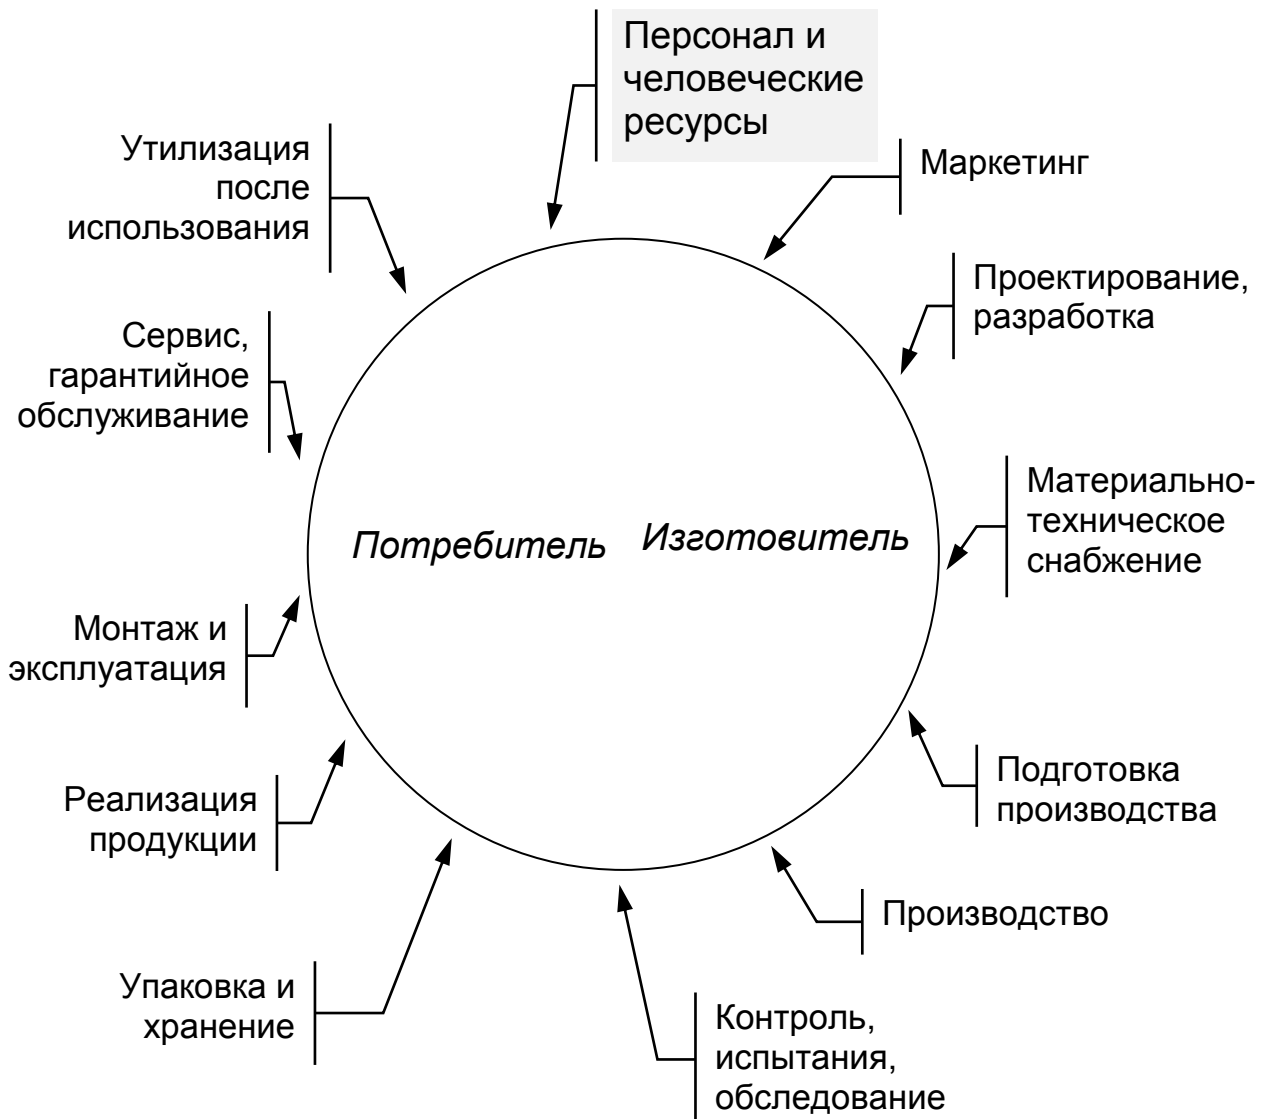 Персонал и
человеческие
ресурсы
Маркетинг
Проектирование,
разработка
Материально-
техническое
снабжение
Подготовка
производства
Производство
Контроль,
испытания,
обследование
Упаковка и
хранение
Реализация
продукции
Монтаж и
эксплуатация
Сервис,
гарантийное
обслуживание
Утилизация
после
использования
Потребитель
Изготовитель